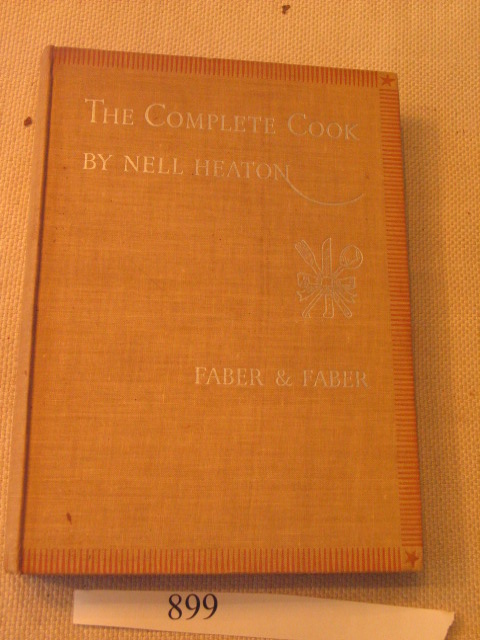 The Complete Cook
BY NELL HEATON
FABER & FABER
899